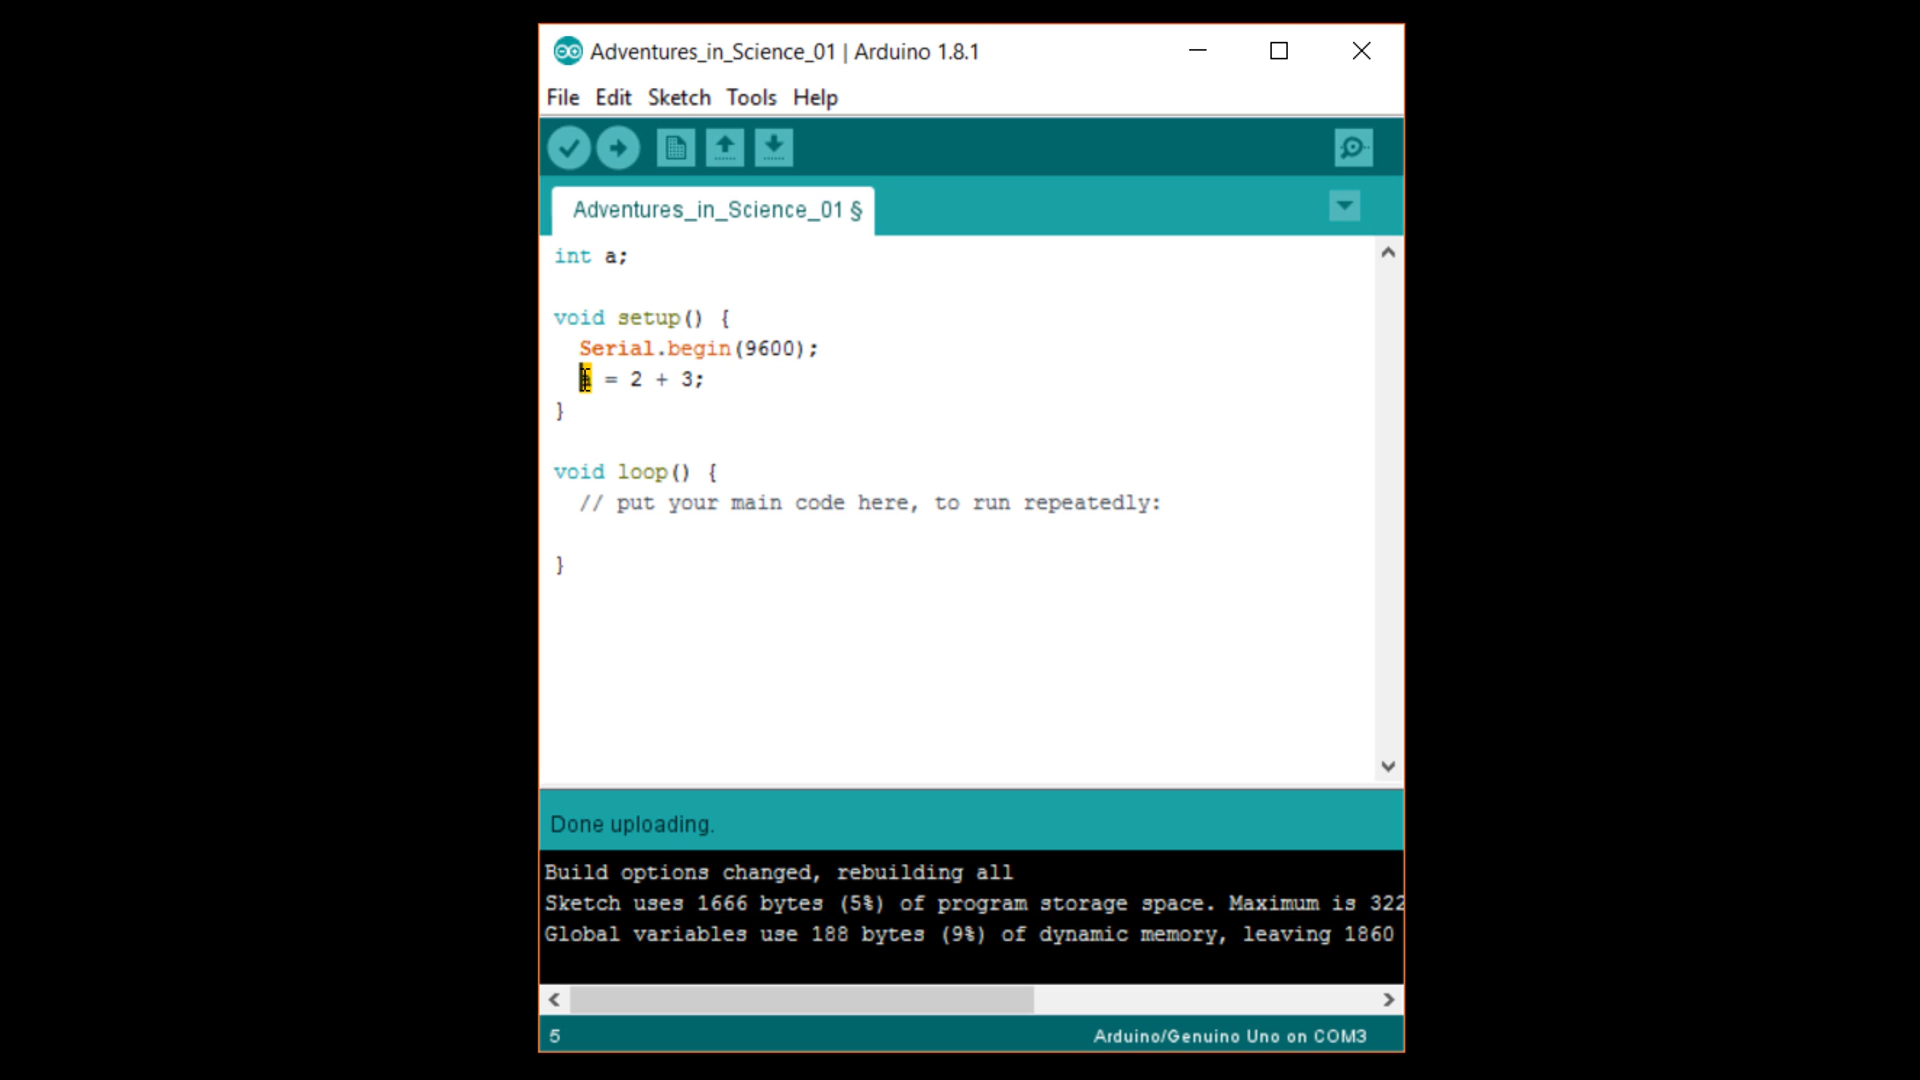 Adventures_in_Science_01 | Arduino 1.8.1
File Edit Sketch Tools Help
Adventures_in_Science_01 §
int a;
void setup() {
  Serial.begin(9600);
  a = 2 + 3;
}
void loop() {
  // put your main code here, to run repeatedly:
}
Done uploading.
Build options changed, rebuilding all
Sketch uses 1666 bytes (5%) of program storage space. Maximum is 322
Global variables use 188 bytes (9%) of dynamic memory, leaving 1860
5 Arduino/Genuino Uno on COM3